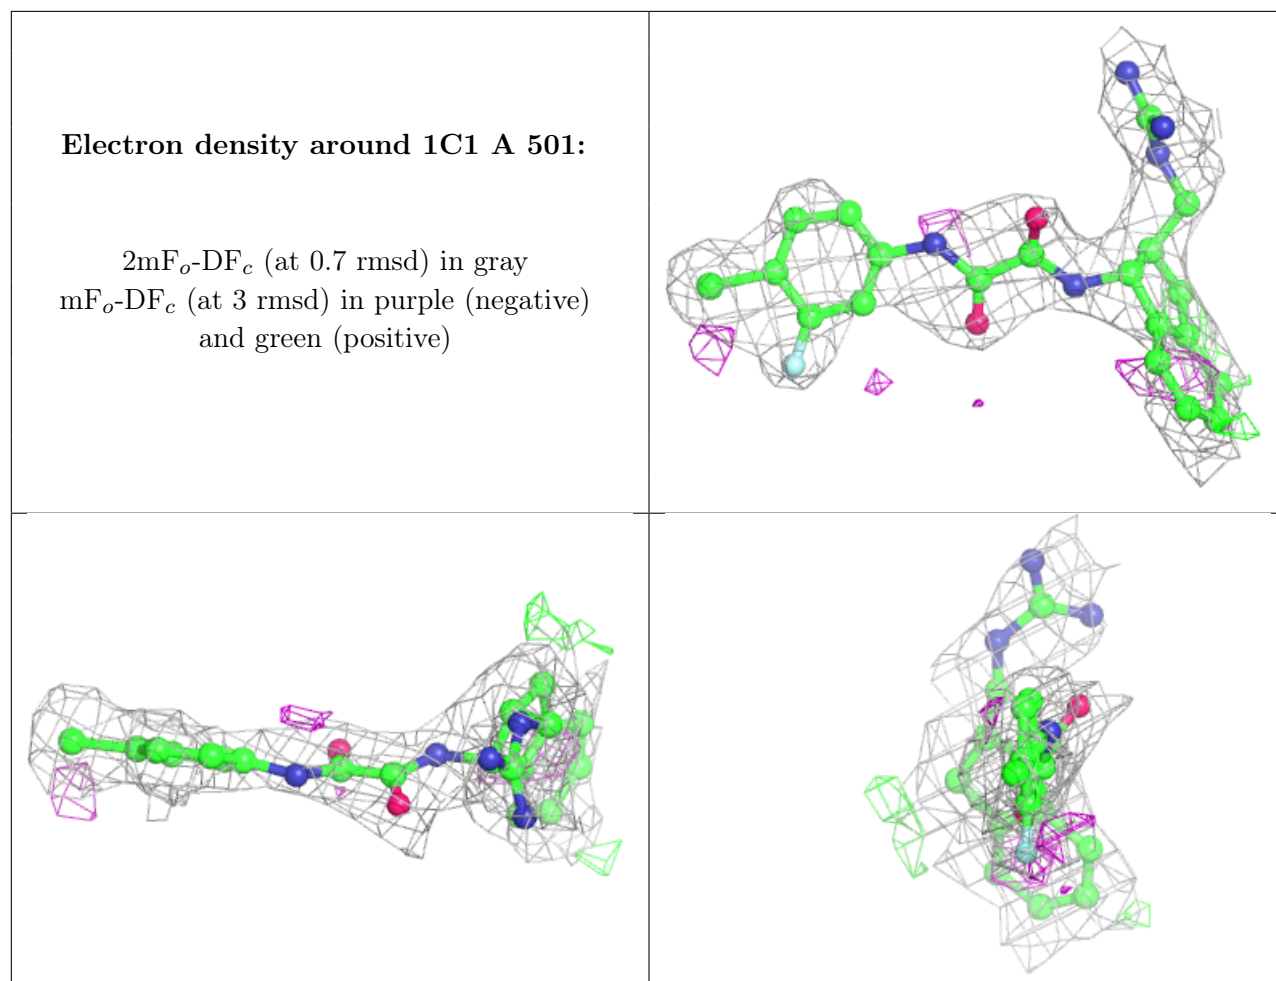 Electron density around 1C1 A 501:
2mFo-DFc (at 0.7 rmsd) in gray
mFo-DFc (at 3 rmsd) in purple (negative)
and green (positive)